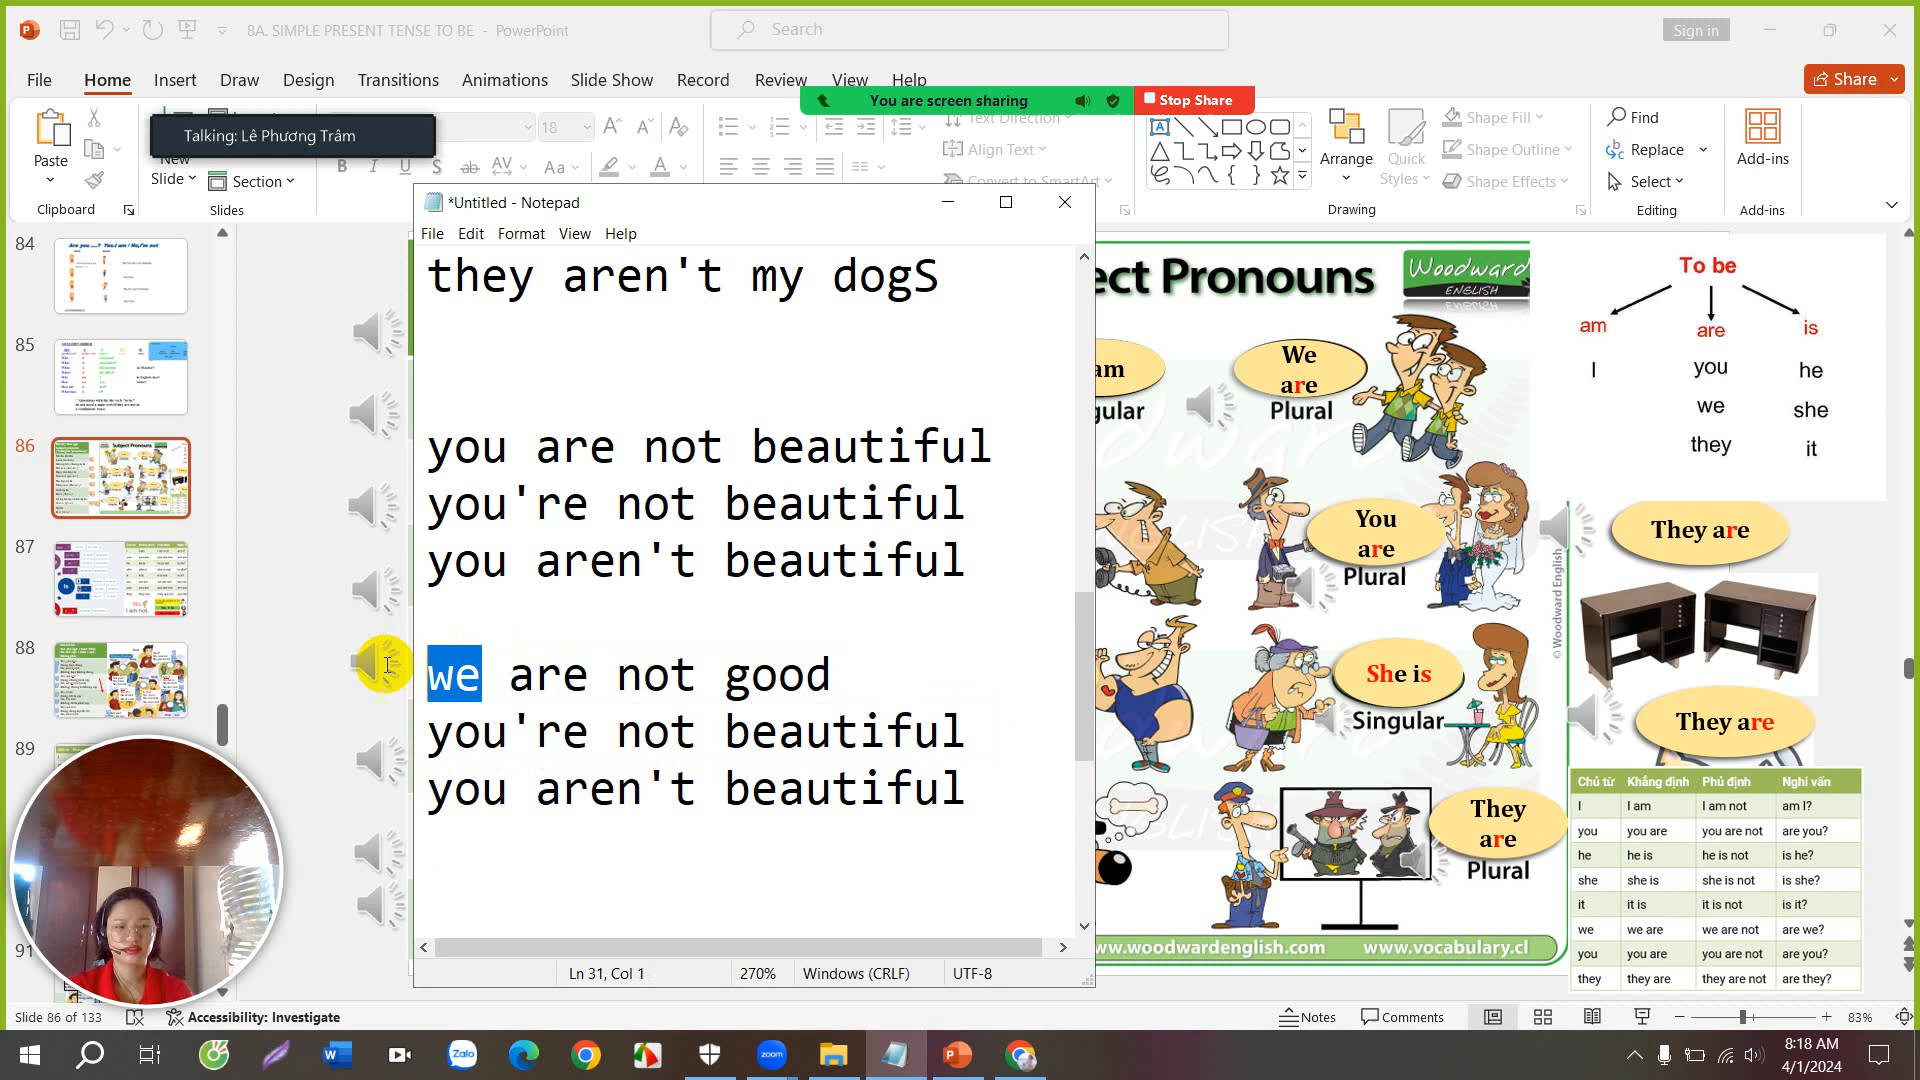 8A. SIMPLE PRESENT TENSE TO BE - PowerPoint
Search
Sign in
File Home Insert Draw Design Transitions Animations Slide Show Record Review View Help
Share
You are screen sharing
Stop Share
Talking: Lê Phương Trâm
Paste
New
Slide
Section
18
Text Direction
Align Text
Convert to SmartArt
Arrange
Quick
Styles
Shape Fill
Shape Outline
Shape Effects
Find
Replace
Select
Add-ins
Clipboard
Slides
Drawing
Editing
Add-ins
84
85
86
87
88
89
91
*Untitled - Notepad
File Edit Format View Help
they aren't my dogS
you are not beautiful
you're not beautiful
you aren't beautiful
we are not good
you're not beautiful
you aren't beautiful
Ln 31, Col 1
270%
Windows (CRLF)
UTF-8
ect Pronouns
Woodward
ENGLISH
am
gular
We
are
Plural
You
are
Plural
She is
Singular
They
are
Plural
www.woodwardenglish.com www.vocabulary.cl
© Woodward English
To be
am are is
I you he
we she
they it
They are
They are
Chủ từ Khẳng định Phủ định Nghi vấn
I I am I am not am I?
you you are you are not are you?
he he is he is not is he?
she she is she is not is she?
it it is it is not is it?
we we are we are not are we?
you you are you are not are you?
they they are they are not are they?
Slide 86 of 133
Accessibility: Investigate
Notes
Comments
83%
Zalo
zoom
8:18 AM
4/1/2024